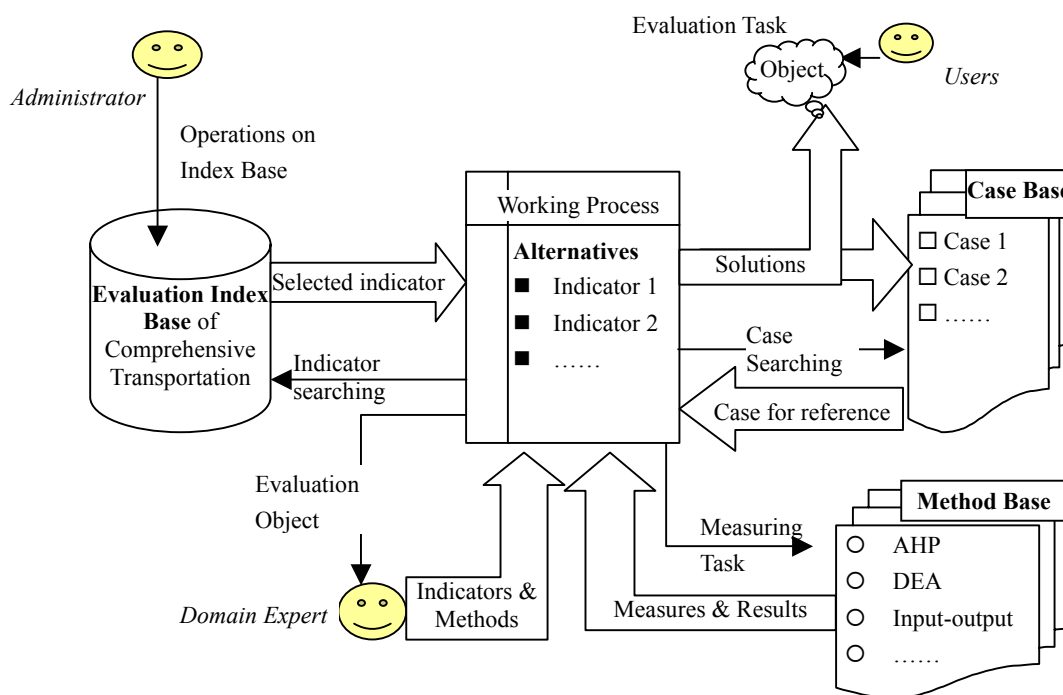 Evaluation Task
Object
Users
Administrator
Operations on
Index Base
Case Base
Working Process
Alternatives
■ Indicator 1
■ Indicator 2
■ ……
Selected indicator
Evaluation Index
Base of
Comprehensive
Transportation
Indicator
searching
Solutions
□ Case 1
□ Case 2
□ ……
Case
Searching
Case for reference
Evaluation
Object
Domain Expert
Indicators &
Methods
Measuring
Task
Measures & Results
Method Base
○ AHP
○ DEA
○ Input-output
○ ……